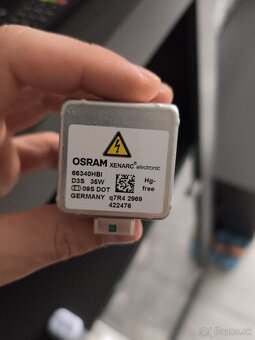 OSRAM XENARC® electronic
66340HBI
D3S 35W
Hg-
free
09S DOT
GERMANY q7R4 2969
422476
bazos.sk